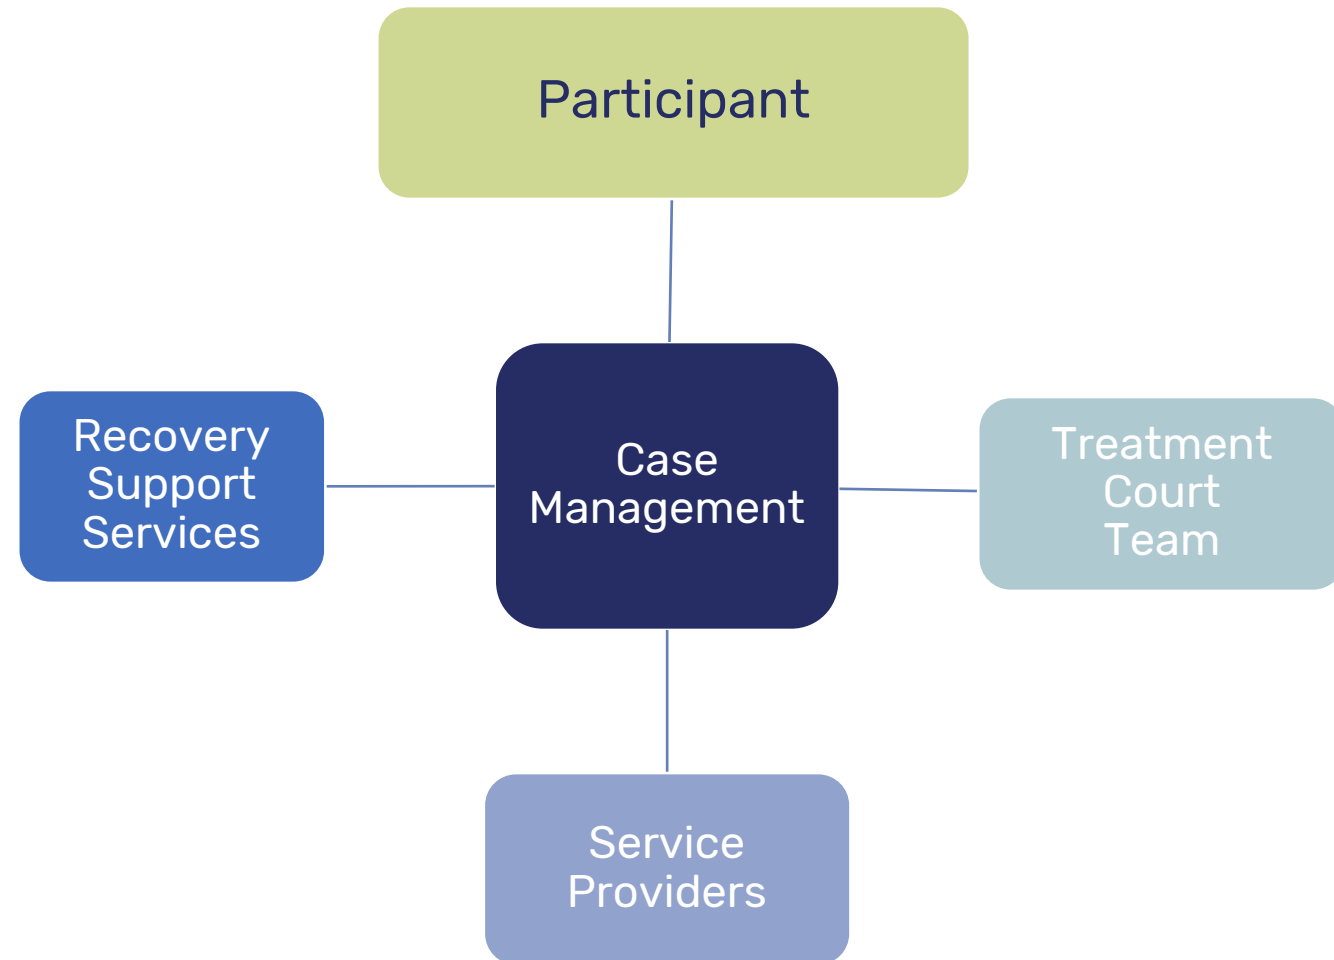 Participant
Recovery
Support
Services
Case
Management
Treatment
Court
Team
Service
Providers